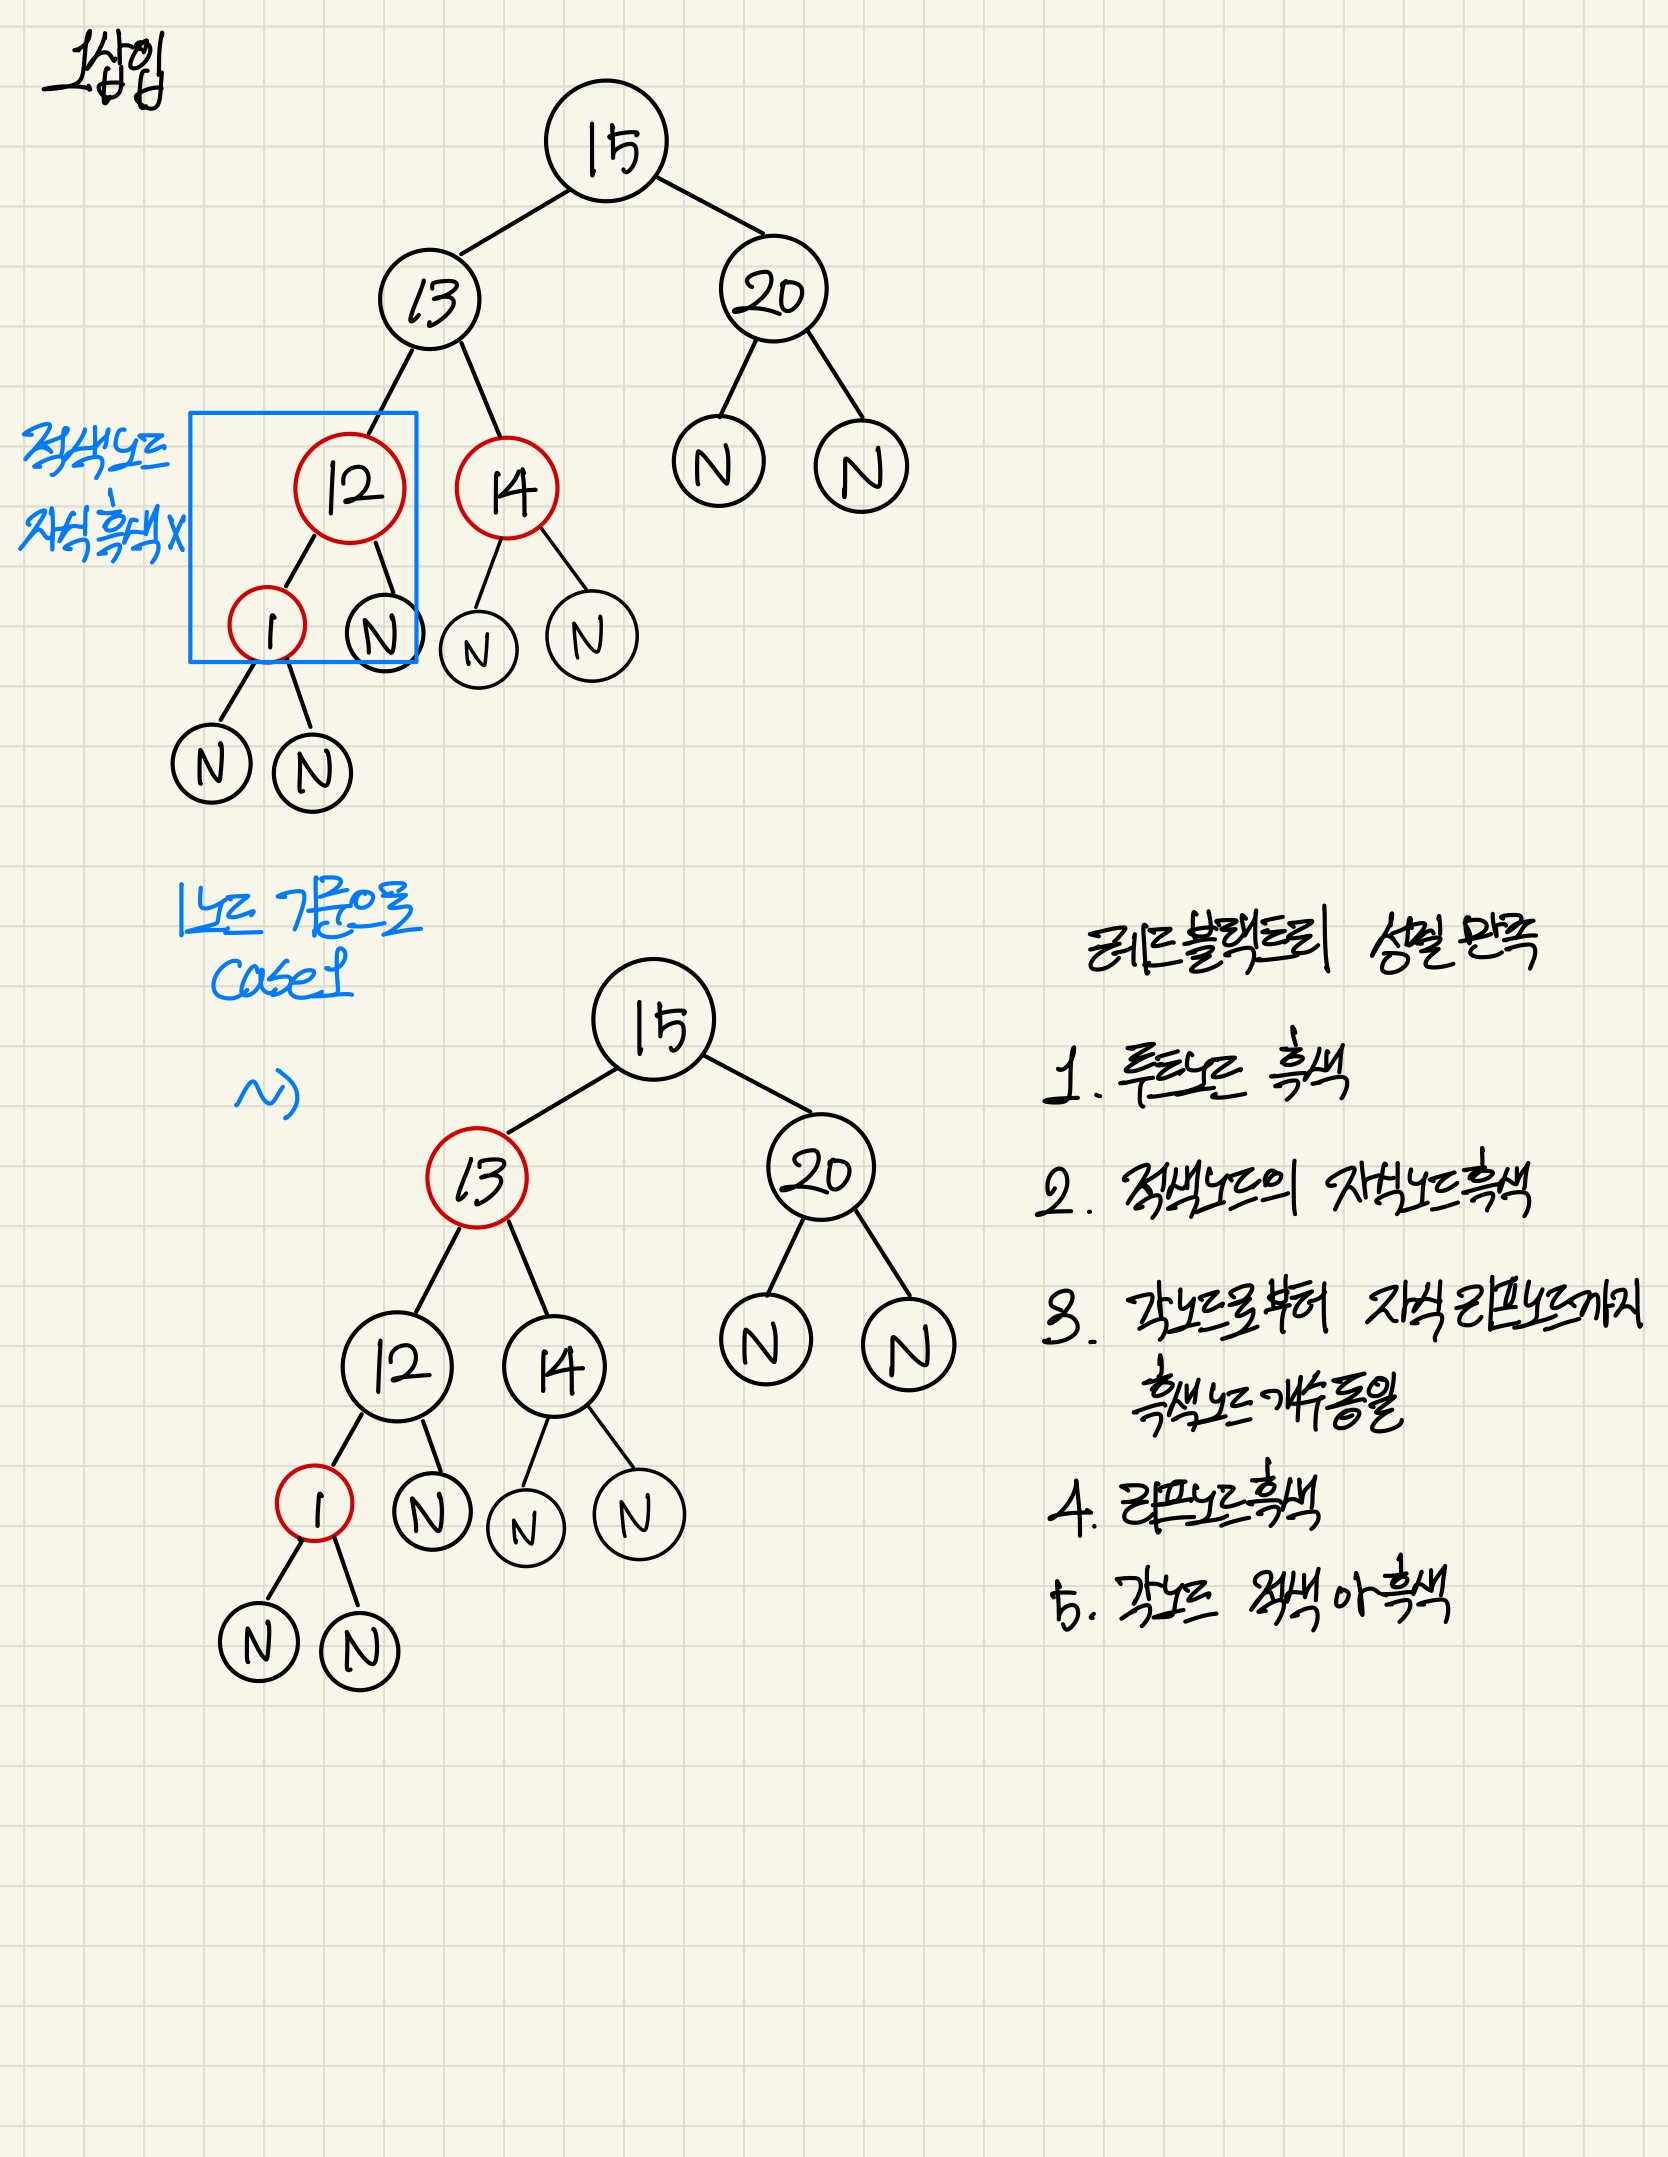 1삽입
15
13
20
적색노드
자식흑색X
12
14
N
N
1
N
N
N
N
N
1노드 기준으로
case1
~)
레드블랙트리 성질 만족
15
1. 루트노드 흑색
13
20
2. 적색노드의 자식노드흑색
3. 각노드로부터 자식리프노드까지
흑색노드개수동일
12
14
N
N
1
N
N
N
4. 리프노드흑색
5. 각노드 적색 아 흑색
N
N